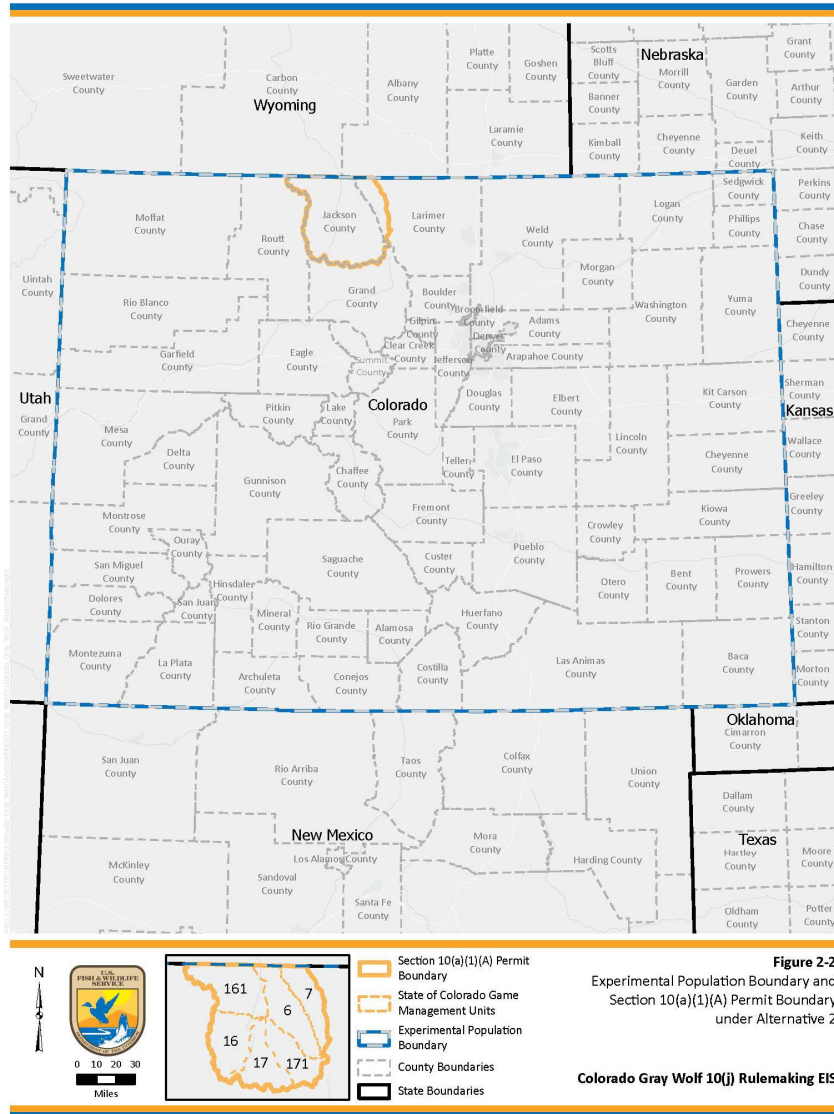 Platte
County
Goshen
County
Scotts
Bluff
County
Nebraska
Morrill
County
Grant
County
Sweetwater
County
Carbon
County
Wyoming
Albany
County
Banner
County
Garden
County
Arthur
County
Laramie
County
Kimball
County
Cheyenne
County
Deuel
County
Keith
County
Moffat
County
Routt
County
Jackson
County
Larimer
County
Weld
County
Logan
County
Sedgwick
County
Phillips
County
Perkins
County
Chase
County
Uintah
County
Rio Blanco
County
Grand
County
Boulder
County
Broomfield
County
Morgan
County
Washington
County
Yuma
County
Dundy
County
Garfield
County
Eagle
County
Summit
County
Gilpin
County
Clear Creek
County
Jefferson
County
Denver
County
Adams
County
Arapahoe County
Cheyenne
County
Utah
Grand
County
Mesa
County
Delta
County
Pitkin
County
Lake
County
Colorado
Park
County
Douglas
County
Elbert
County
Kit Carson
County
Sherman
County
Kansas
Wallace
County
Gunnison
County
Chaffee
County
Teller
County
El Paso
County
Lincoln
County
Cheyenne
County
Greeley
County
Montrose
County
Ouray
County
Fremont
County
Crowley
County
Kiowa
County
San Miguel
County
Hinsdale
County
Saguache
County
Custer
County
Pueblo
County
Otero
County
Bent
County
Prowers
County
Hamilton
County
Dolores
County
San Juan
County
Mineral
County
Rio Grande
County
Alamosa
County
Huerfano
County
Stanton
County
Montezuma
County
La Plata
County
Archuleta
County
Conejos
County
Costilla
County
Las Animas
County
Baca
County
Morton
County
San Juan
County
Rio Arriba
County
Taos
County
Colfax
County
Union
County
Oklahoma
Cimarron
County
Dallam
County
New Mexico
Los Alamos County
Mora
County
Harding County
Texas
Hartley
County
Moore
County
McKinley
County
Sandoval
County
Santa Fe
County
Oldham
County
Potter
County
N
U.S.
FISH & WILDLIFE
SERVICE
DEPARTMENT OF THE INTERIOR
0 10 20 30
Miles
161
7
6
16
17
171
Section 10(a)(1)(A) Permit
Boundary
State of Colorado Game
Management Units
Experimental Population
Boundary
County Boundaries
State Boundaries
Figure 2-2
Experimental Population Boundary and
Section 10(a)(1)(A) Permit Boundary
under Alternative 2
Colorado Gray Wolf 10(j) Rulemaking EIS